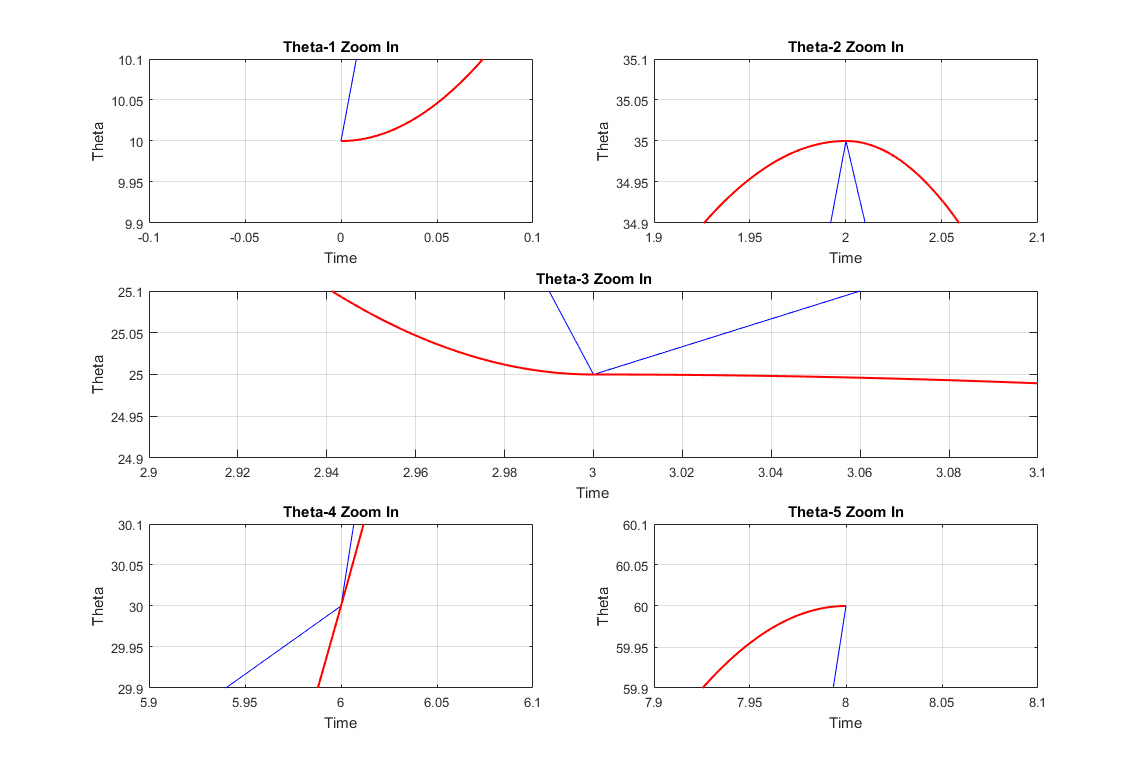 Theta-1 Zoom In
10.1
10.05
10
9.95
9.9
Theta
-0.1 -0.05 0 0.05 0.1
Time
Theta-2 Zoom In
35.1
35.05
35
34.95
34.9
Theta
1.9 1.95 2 2.05 2.1
Time
Theta-3 Zoom In
25.1
25.05
25
24.95
24.9
Theta
2.9 2.92 2.94 2.96 2.98 3 3.02 3.04 3.06 3.08 3.1
Time
Theta-4 Zoom In
30.1
30.05
30
29.95
29.9
Theta
5.9 5.95 6 6.05 6.1
Time
Theta-5 Zoom In
60.1
60.05
60
59.95
59.9
Theta
7.9 7.95 8 8.05 8.1
Time